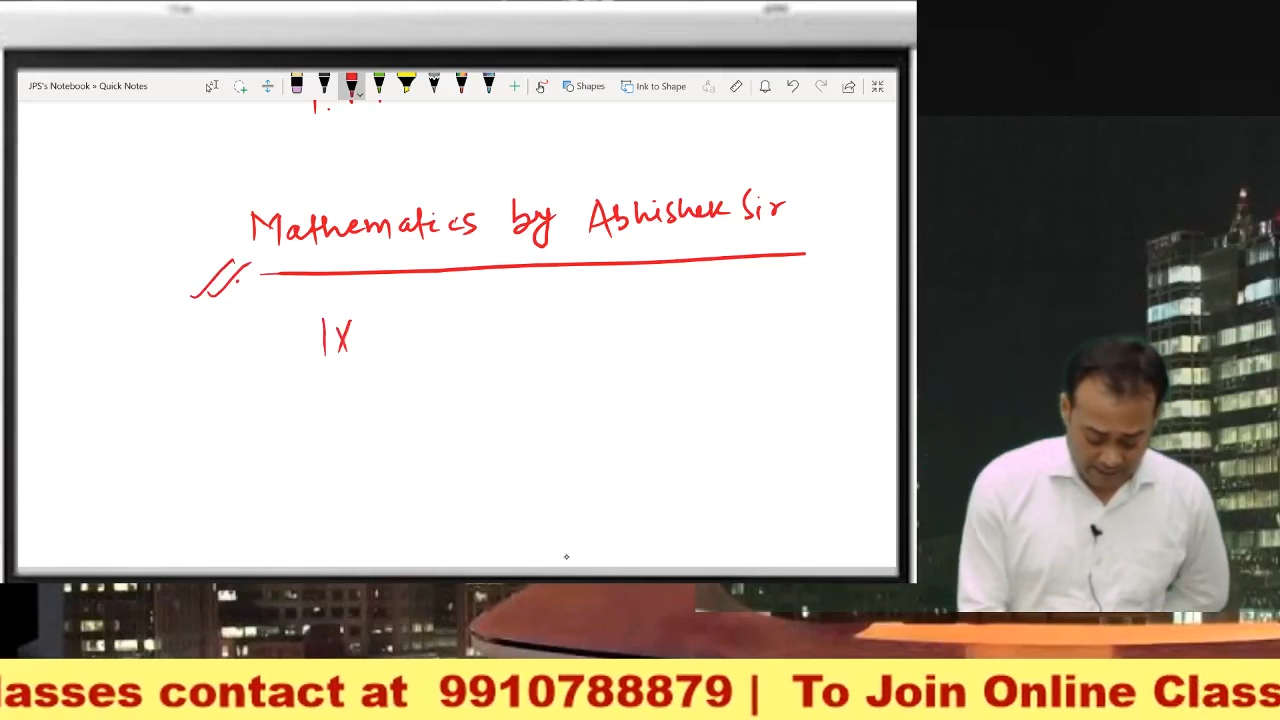 JPS's Notebook » Quick Notes
Shapes
Ink to Shape
Mathematics by Abhishek Sir
IX
lasses contact at 9910788879 | To Join Online Class